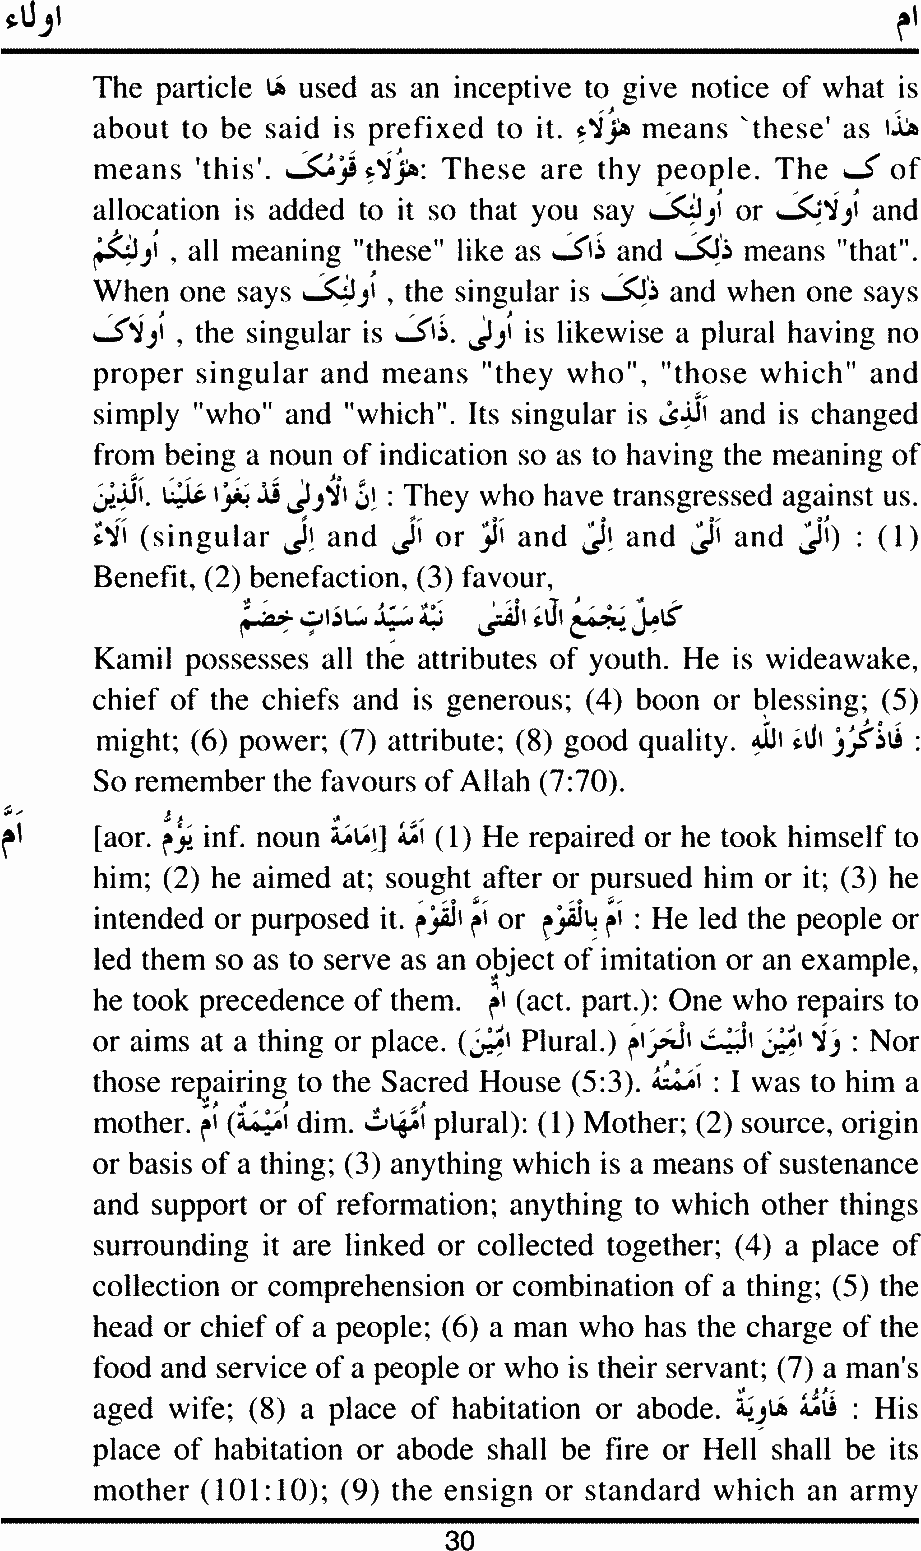 اولاء ام
The particle هَا used as an inceptive to give notice of what is
about to be said is prefixed to it. هٰؤُلَاءِ means `these' as هٰذَا
means 'this'. هٰؤُلَاءِ قَوْمُکَ: These are thy people. The ک of
allocation is added to it so that you say أُولٰئِکَ or أُولَائِکَ and
أُولٰئِکُمْ , all meaning "these" like as ذَاکَ and ذٰلِکَ means "that".
When one says أُولٰئِکَ , the singular is ذٰلِکَ and when one says
أُولَاکَ , the singular is ذَاکَ. أُولٰی is likewise a plural having no
proper singular and means "they who", "those which" and
simply "who" and "which". Its singular is اَلَّذِیْ and is changed
from being a noun of indication so as to having the meaning of
اَلَّذِیْنَ. اِنَّ الْاُولٰی قَدْ بَغَوْا عَلَیْنَا : They who have transgressed against us.
اَلَاءٌ (singular اِلٰی and اَلٰی or اَلْوٌ and اِلْیٌ and اَلْیٌ and اُلْیٌ) : (1)
Benefit, (2) benefaction, (3) favour,
کَامِلٌ یَجْمَعُ اٰلَاءَ الْفَتٰی نَبَّهٌ سَیِّدُ سَادَاتٍ خِضَمٌّ
Kamil possesses all the attributes of youth. He is wideawake,
chief of the chiefs and is generous; (4) boon or blessing; (5)
might; (6) power; (7) attribute; (8) good quality. فَاذْکُرُوْ الَاءَ اللّٰهِ :
So remember the favours of Allah (7:70).
اَمَّ [aor. یَؤُمُّ inf. noun اِمَامَةٌ] اَمَّهُ (1) He repaired or he took himself to
him; (2) he aimed at; sought after or pursued him or it; (3) he
intended or purposed it. اَمَّ الْقَوْمَ or اَمَّ بِالْقَوْمِ : He led the people or
led them so as to serve as an object of imitation or an example,
he took precedence of them. امٌّ (act. part.): One who repairs to
or aims at a thing or place. (امِّیْنَ Plural.) وَلَا امِّیْنَ الْبَیْتَ الْحَرَامَ : Nor
those repairing to the Sacred House (5:3). اَمَمْتُهُ : I was to him a
mother. اُمٌّ (اُمَیْمَةٌ dim. اُمَّهَاتٌ plural): (1) Mother; (2) source, origin
or basis of a thing; (3) anything which is a means of sustenance
and support or of reformation; anything to which other things
surrounding it are linked or collected together; (4) a place of
collection or comprehension or combination of a thing; (5) the
head or chief of a people; (6) a man who has the charge of the
food and service of a people or who is their servant; (7) a man's
aged wife; (8) a place of habitation or abode. فَاُمُّهُ هَاوِیَةٌ : His
place of habitation or abode shall be fire or Hell shall be its
mother (101:10); (9) the ensign or standard which an army
30